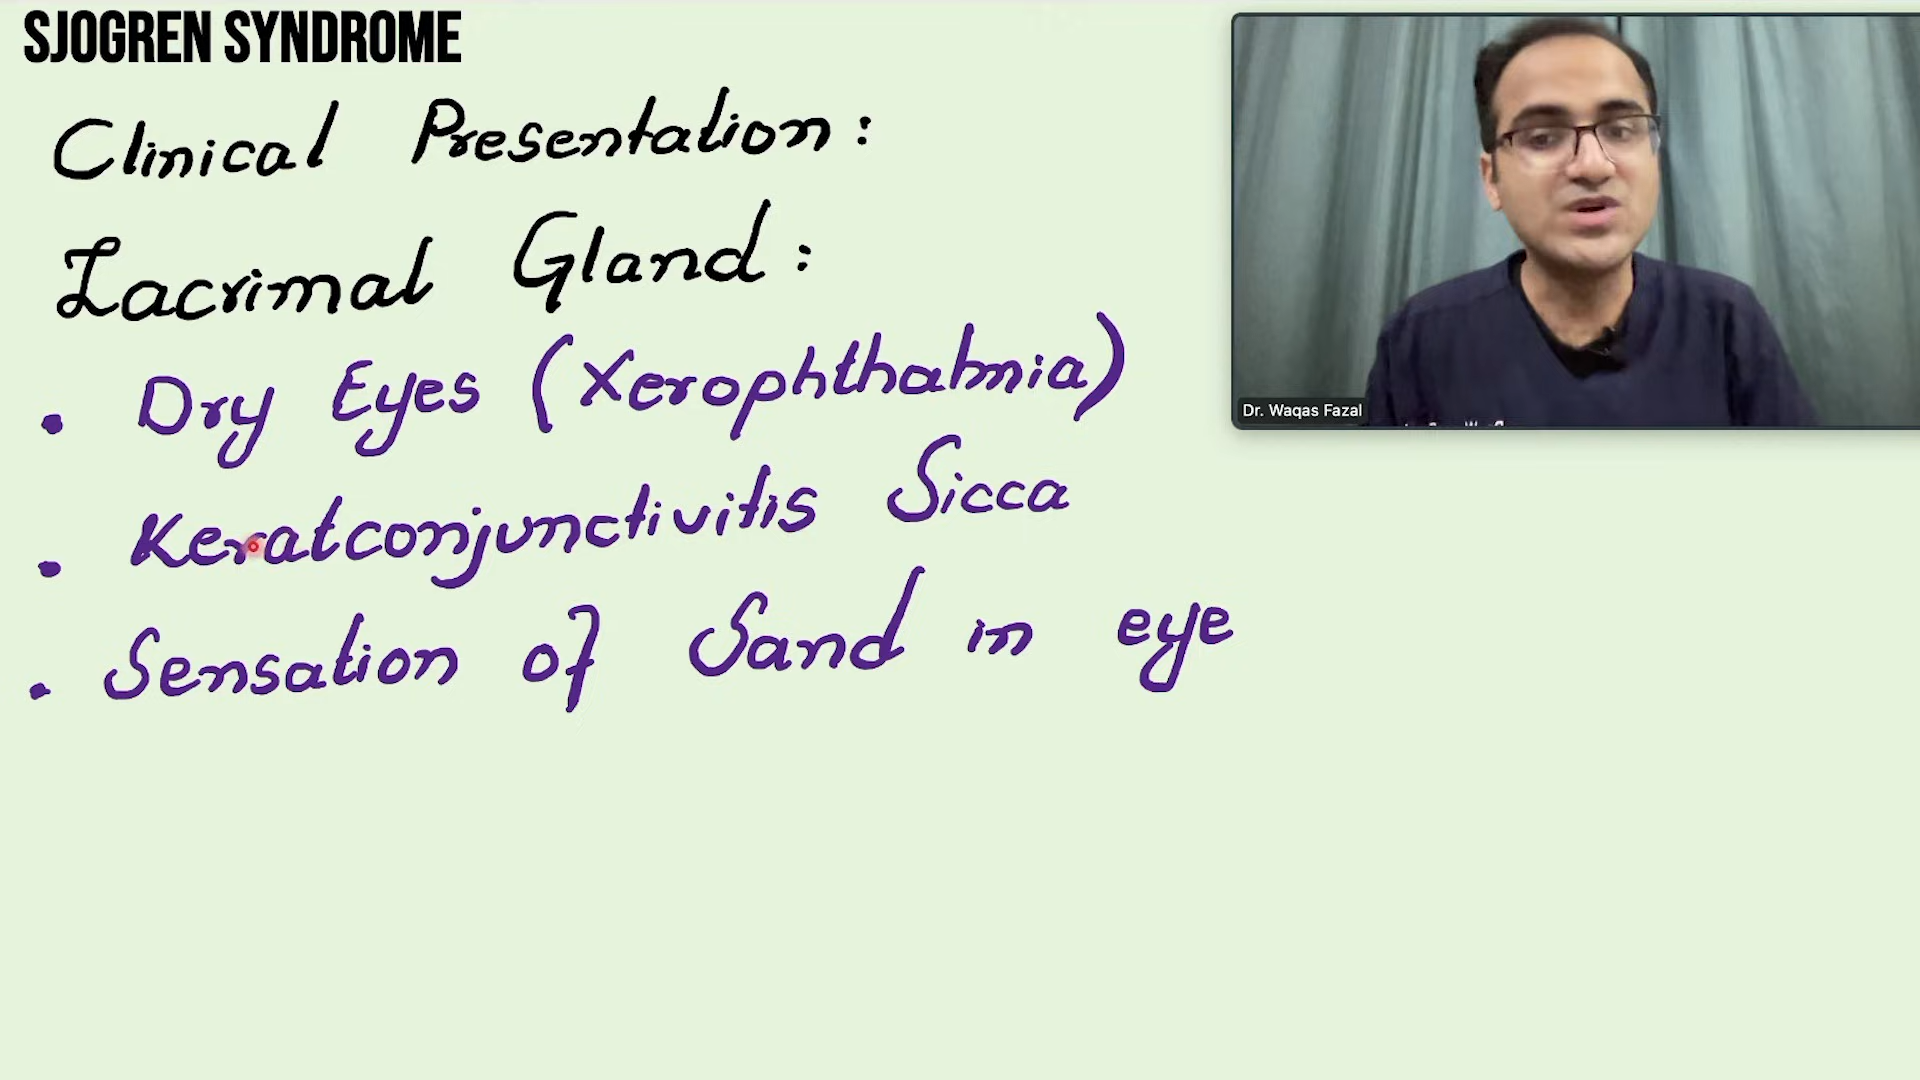 SJOGREN SYNDROME
Clinical Presentation:
Lacrimal Gland:
• Dry Eyes (Xerophthalmia)
• Keratconjunctivitis Sicca
• Sensation of Sand in eye
Dr. Waqas Fazal